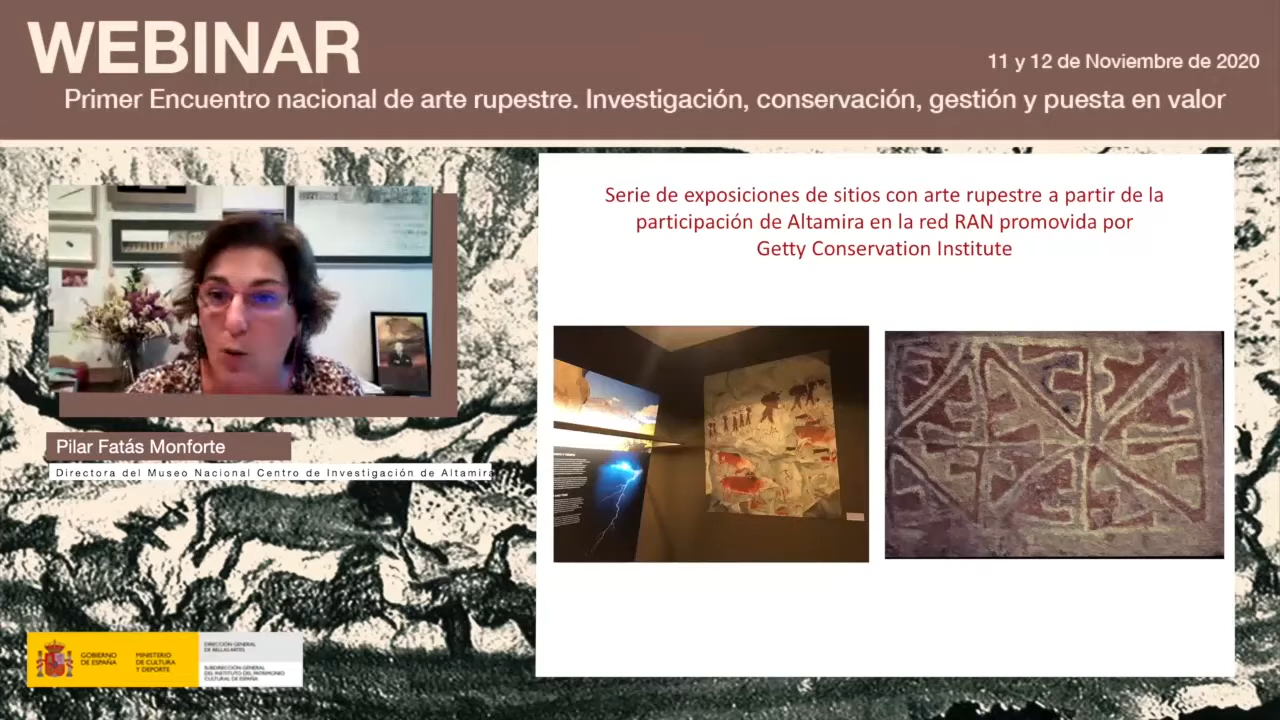 WEBINAR
11 y 12 de Noviembre de 2020
Primer Encuentro nacional de arte rupestre. Investigación, conservación, gestión y puesta en valor
Serie de exposiciones de sitios con arte rupestre a partir de la
participación de Altamira en la red RAN promovida por
Getty Conservation Institute
Pilar Fatás Monforte
Directora del Museo Nacional Centro de Investigación de Altamira
GOBIERNO
DE ESPAÑA
MINISTERIO
DE CULTURA
Y DEPORTE
DIRECCIÓN GENERAL
DE BELLAS ARTES
SUBDIRECCIÓN GENERAL
DEL INSTITUTO DEL PATRIMONIO
CULTURAL DE ESPAÑA